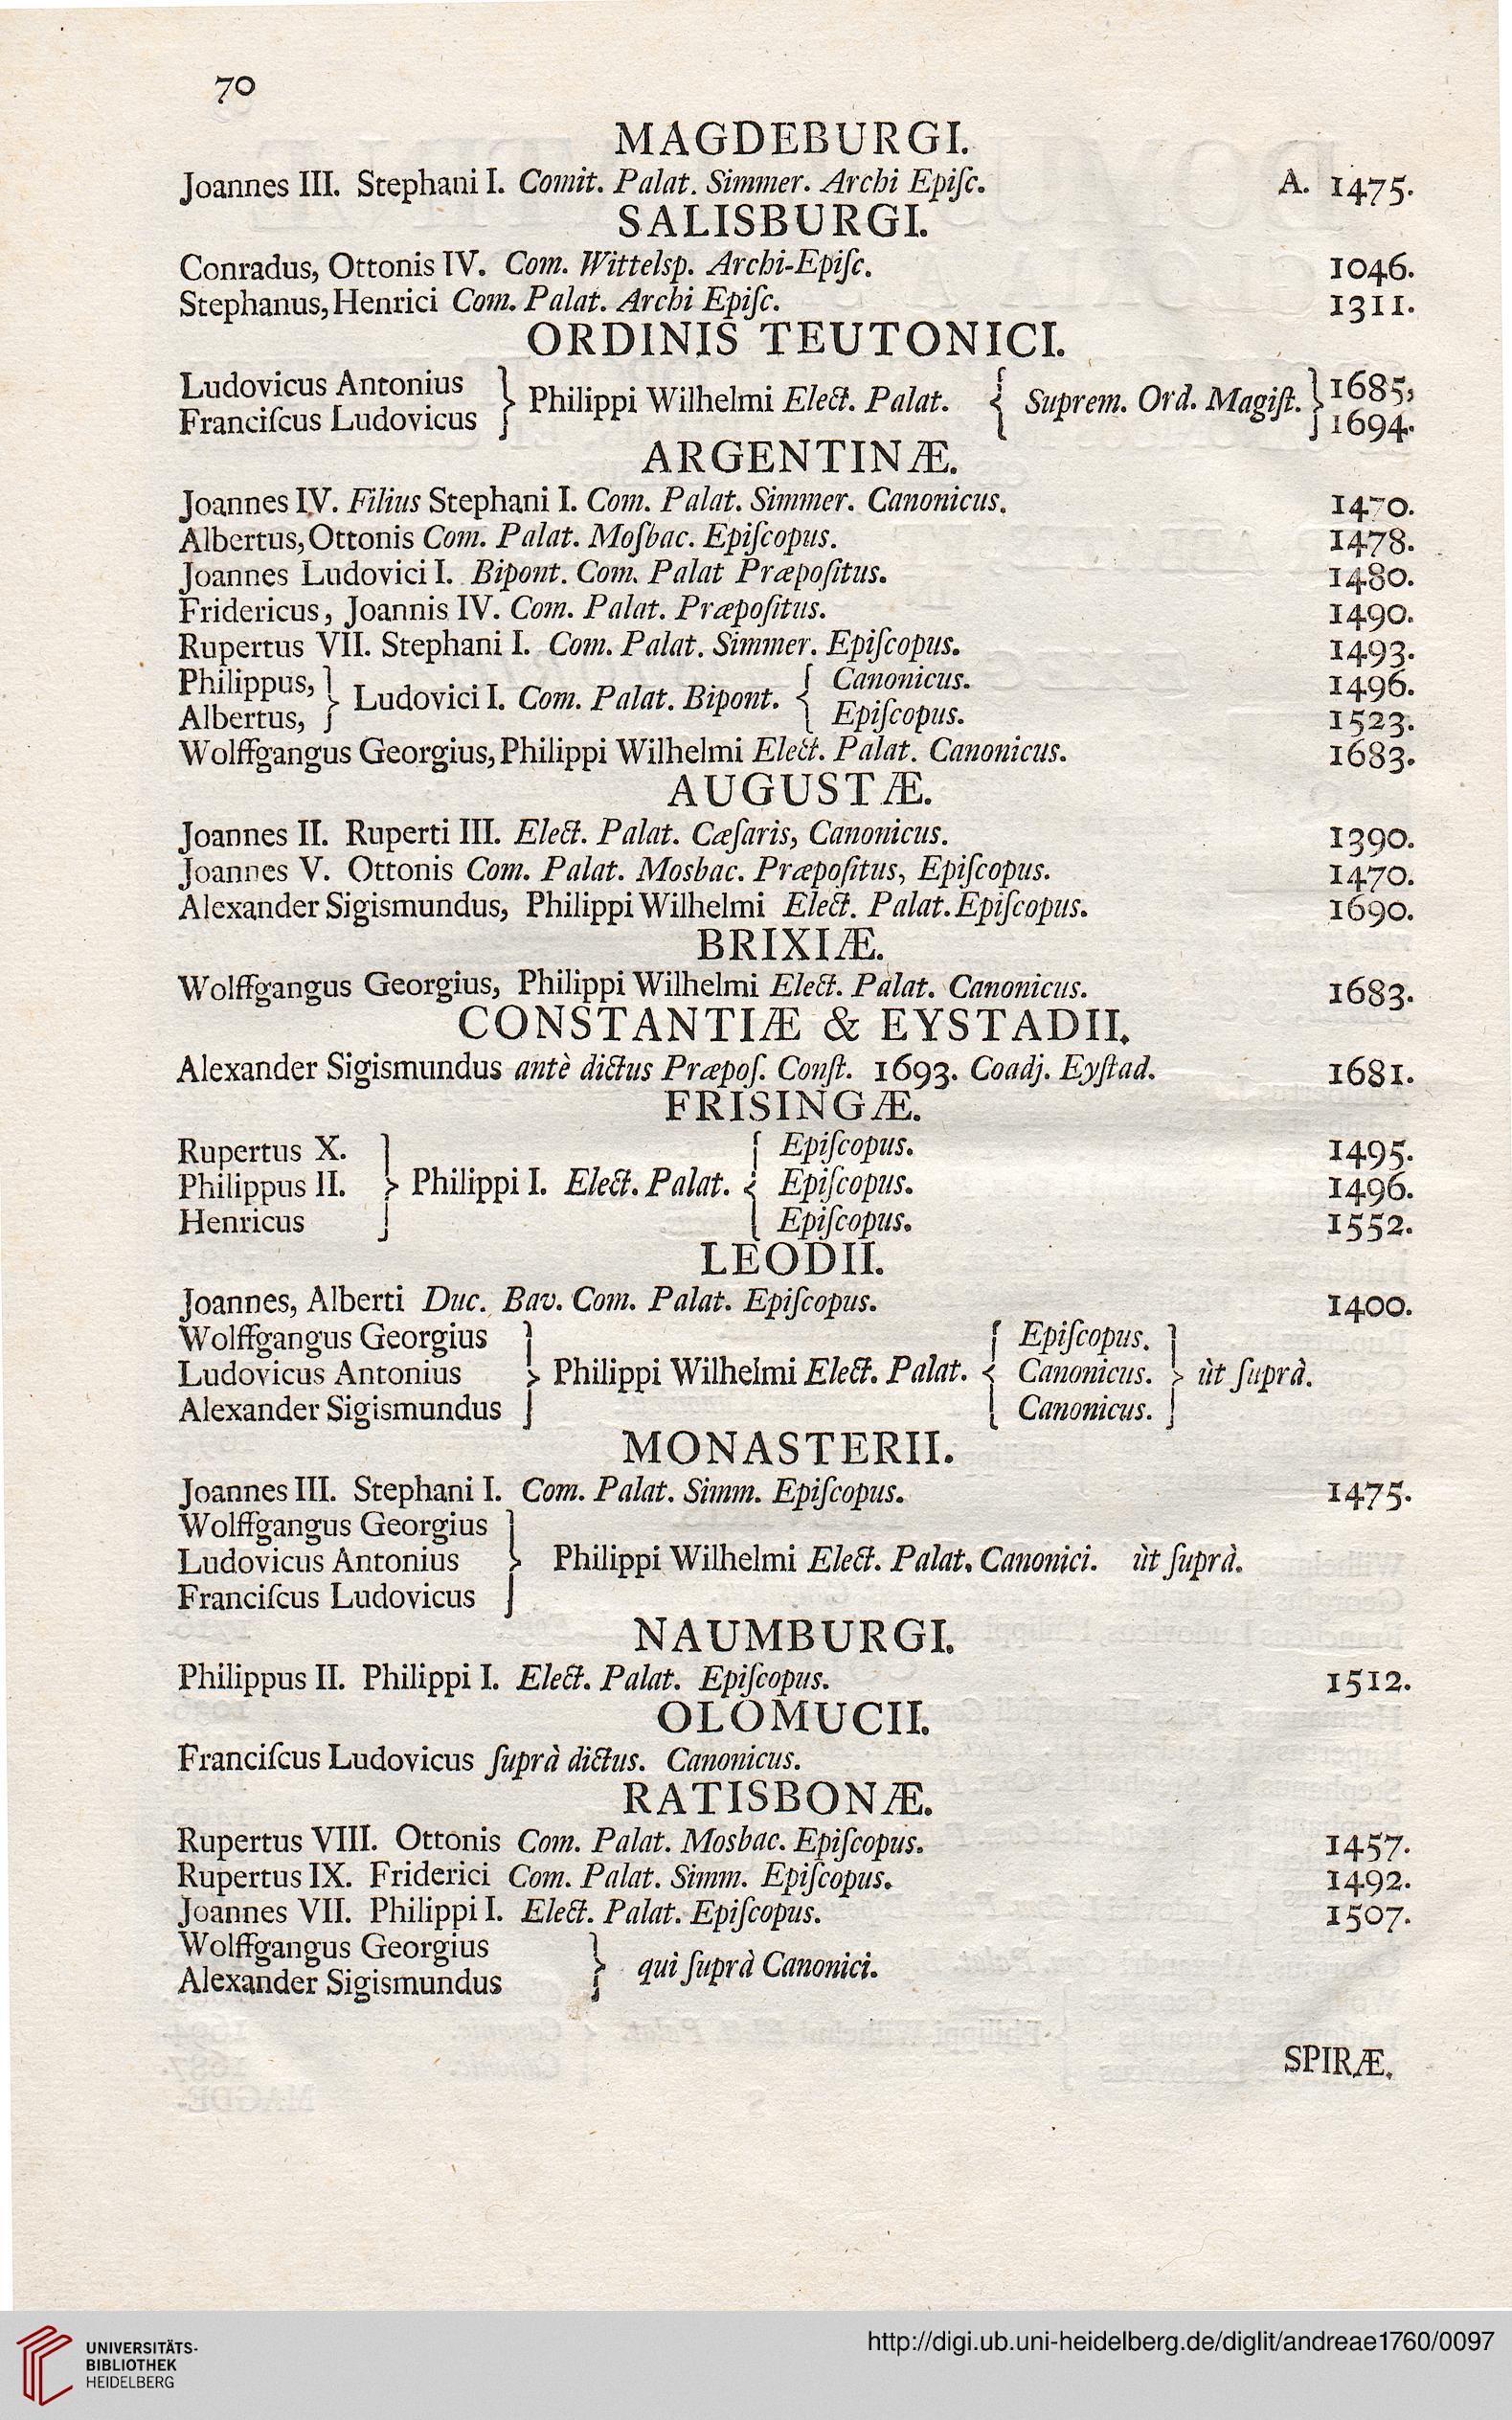 70
MAGDEBURGI.
Joannes III. Stephani I. Comit. Palat. Simmer. Archi Epiſc. A. 1475.
SALISBURGI.
Conradus, Ottonis IV. Com. Wittelsp. Archi-Epiſc. 1046.
Stephanus, Henrici Com. Palat. Archi Epiſc. 1311.
ORDINIS TEUTONICI.
Ludovicus Antonius
Franciſcus Ludovicus
} Philippi Wilhelmi Elect. Palat. { Suprem. Ord. Magiſt. }
1685,
1694.
ARGENTINÆ.
Joannes IV. Filius Stephani I. Com. Palat. Simmer. Canonicus. 1470.
Albertus, Ottonis Com. Palat. Moſbac. Epiſcopus. 1478.
Joannes Ludovici I. Bipont. Com. Palat Præpoſitus. 1480.
Fridericus, Joannis IV. Com. Palat. Præpoſitus. 1490.
Rupertus VII. Stephani I. Com. Palat. Simmer. Epiſcopus. 1493.
Philippus,
Albertus,
} Ludovici I. Com. Palat. Bipont. {
Canonicus. 1496.
Epiſcopus. 1523.
Wolffgangus Georgius, Philippi Wilhelmi Elect. Palat. Canonicus. 1683.
AUGUSTÆ.
Joannes II. Ruperti III. Elect. Palat. Cæſaris, Canonicus. 1390.
Joannes V. Ottonis Com. Palat. Mosbac. Præpoſitus, Epiſcopus. 1470.
Alexander Sigismundus, Philippi Wilhelmi Elect. Palat. Epiſcopus. 1690.
BRIXIÆ.
Wolffgangus Georgius, Philippi Wilhelmi Elect. Palat. Canonicus. 1683.
CONSTANTIÆ & EYSTADII.
Alexander Sigismundus antè dictus Præpoſ. Conſt. 1693. Coadj. Eyſtad. 1681.
FRISINGÆ.
Rupertus X.
Philippus II.
Henricus
} Philippi I. Elect. Palat. {
Epiſcopus. 1495.
Epiſcopus. 1496.
Epiſcopus. 1552.
LEODII.
Joannes, Alberti Duc. Bav. Com. Palat. Epiſcopus. 1400.
Wolffgangus Georgius
Ludovicus Antonius
Alexander Sigismundus
} Philippi Wilhelmi Elect. Palat. {
Epiſcopus.
Canonicus.
Canonicus.
} ùt ſuprà.
MONASTERII.
Joannes III. Stephani I. Com. Palat. Simm. Epiſcopus. 1475.
Wolffgangus Georgius
Ludovicus Antonius
Franciſcus Ludovicus
} Philippi Wilhelmi Elect. Palat. Canonici. ùt ſuprà.
NAUMBURGI.
Philippus II. Philippi I. Elect. Palat. Epiſcopus. 1512.
OLOMUCII.
Franciſcus Ludovicus ſuprà dictus. Canonicus.
RATISBONÆ.
Rupertus VIII. Ottonis Com. Palat. Mosbac. Epiſcopus. 1457.
Rupertus IX. Friderici Com. Palat. Simm. Epiſcopus. 1492.
Joannes VII. Philippi I. Elect. Palat. Epiſcopus. 1507.
Wolffgangus Georgius
Alexander Sigismundus
} qui ſuprà Canonici.
SPIRÆ.
UNIVERSITÄTS-
BIBLIOTHEK
HEIDELBERG
http://digi.ub.uni-heidelberg.de/diglit/andreae1760/0097